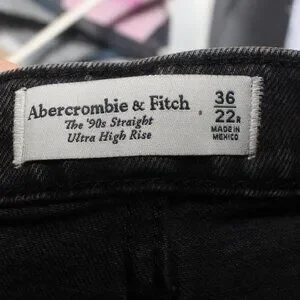 Abercrombie & Fitch
The '90s Straight
Ultra High Rise
36
22R
MADE IN
MEXICO